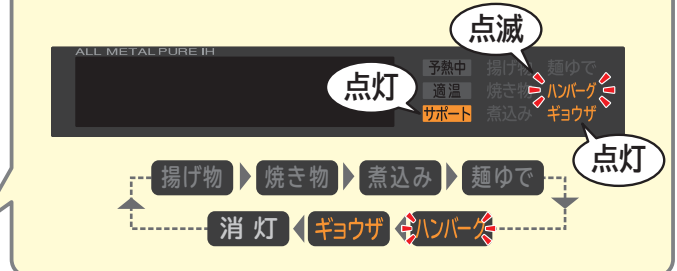 点滅
ALL METAL PURE IH
予熱中 揚げ物 麺ゆで
点灯
適温 焼き物 ハンバーグ
サポート 煮込み ギョウザ
点灯
揚げ物 焼き物 煮込み 麺ゆで
消灯 ギョウザ ハンバーグ